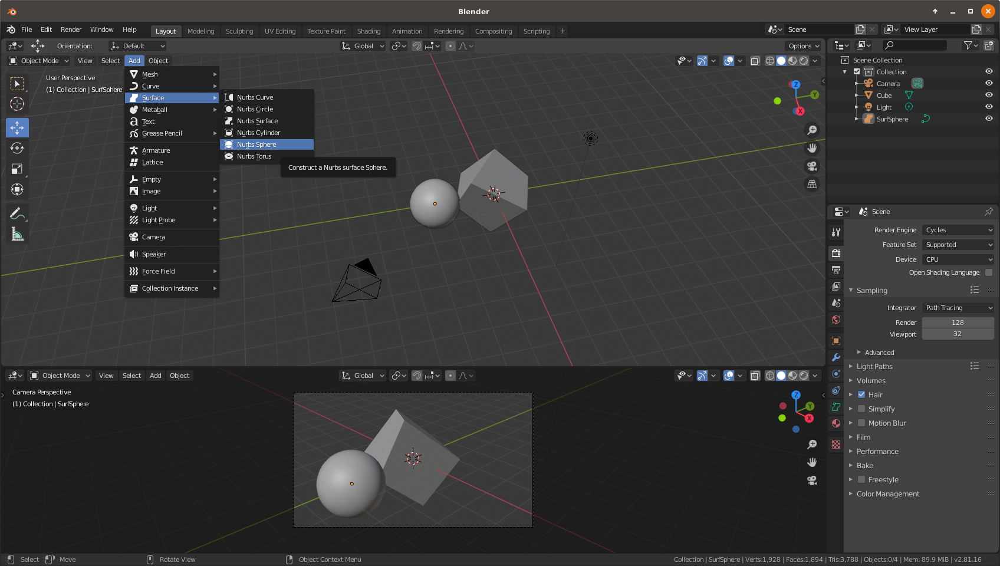 Blender
File Edit Render Window Help
Layout Modeling Sculpting UV Editing Texture Paint Shading Animation Rendering Compositing Scripting +
Scene
View Layer
Orientation: Default
Global
Options
Object Mode View Select Add Object
User Perspective
(1) Collection | SurfSphere
Mesh
Curve
Surface
Metaball
Text
Grease Pencil
Armature
Lattice
Empty
Image
Light
Light Probe
Camera
Speaker
Force Field
Collection Instance
Nurbs Curve
Nurbs Circle
Nurbs Surface
Nurbs Cylinder
Nurbs Sphere
Nurbs Torus
Construct a Nurbs surface Sphere.
Z
Y
X
Scene Collection
Collection
Camera
Cube
Light
SurfSphere
Scene
Render Engine Cycles
Feature Set Supported
Device CPU
Open Shading Language
Sampling
Integrator Path Tracing
Render 128
Viewport 32
Advanced
Light Paths
Volumes
Hair
Simplify
Motion Blur
Film
Performance
Bake
Freestyle
Color Management
Object Mode View Select Add Object
Global
Camera Perspective
(1) Collection | SurfSphere
Z
Y
X
Select Move Rotate View Object Context Menu
Collection | SurfSphere | Verts:1,928 | Faces:1,894 | Tris:3,788 | Objects:0/4 | Mem: 89.9 MiB | v2.81.16